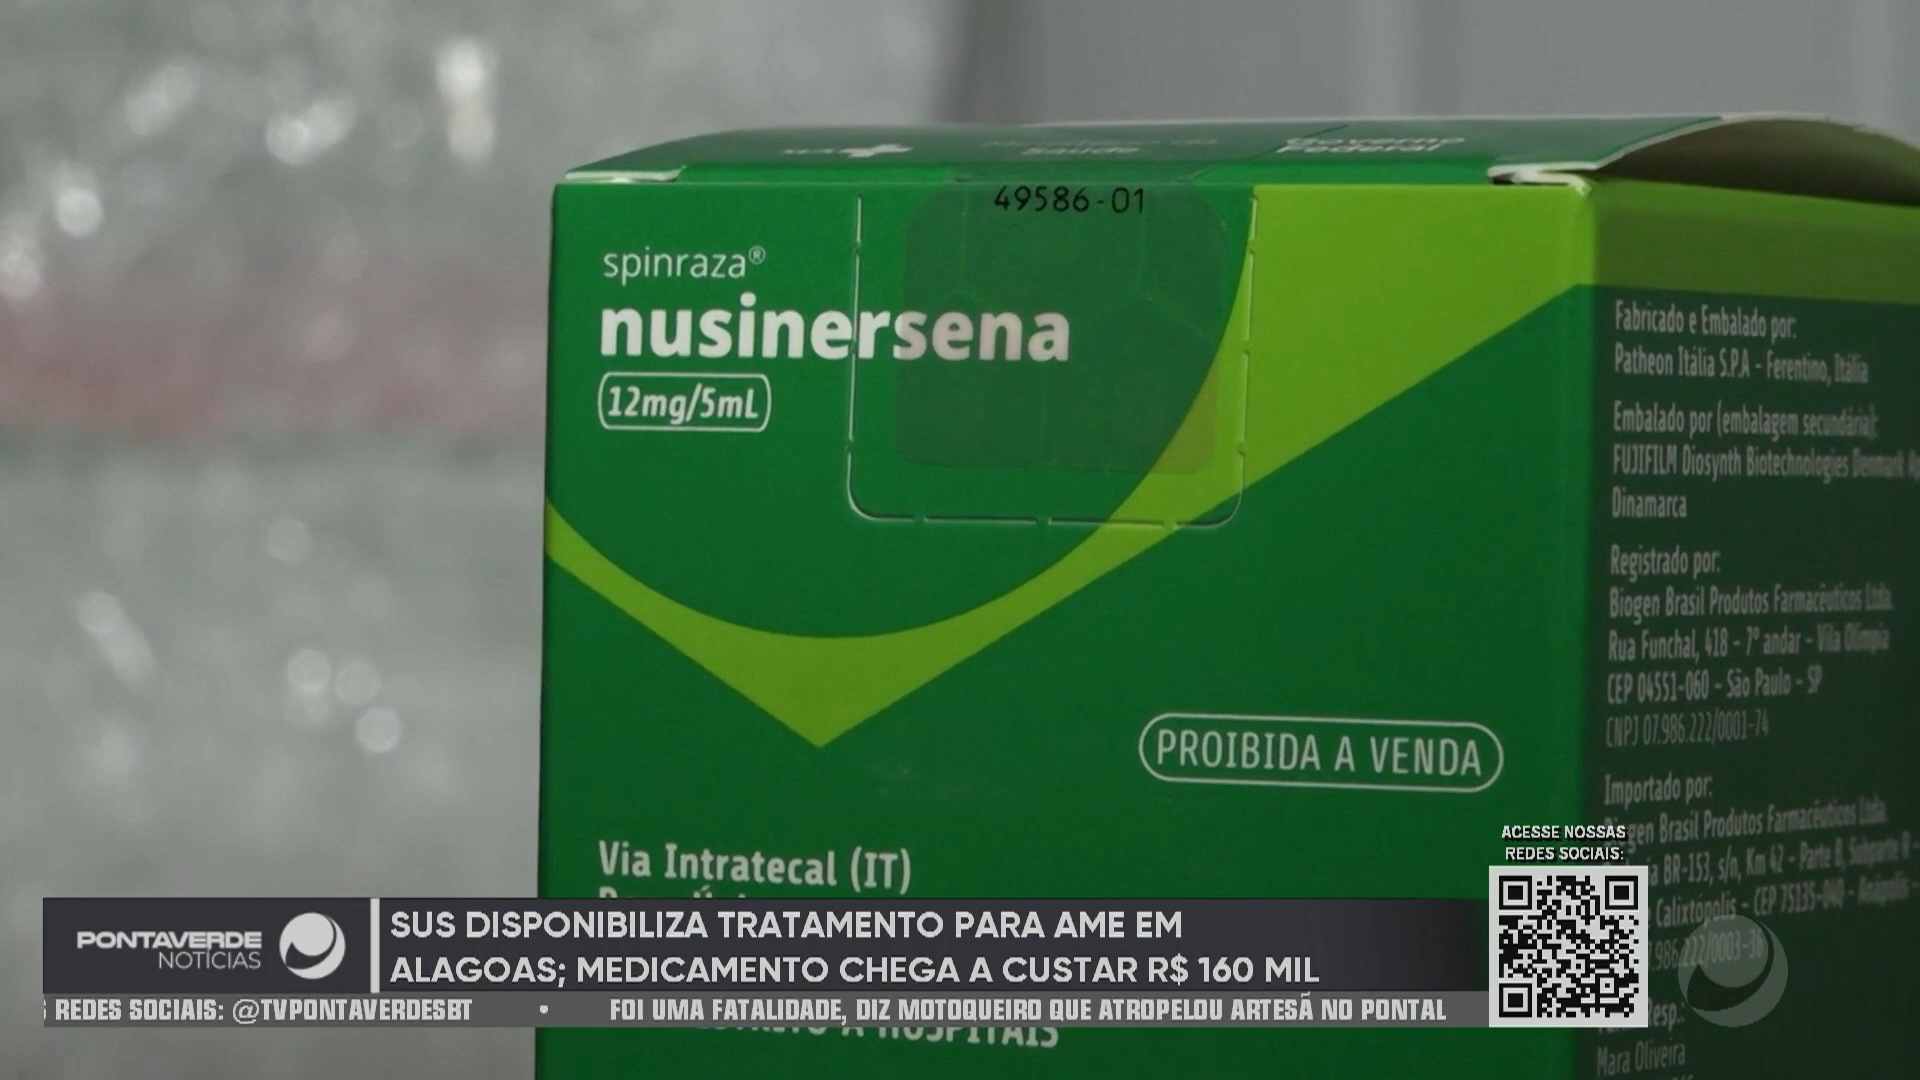 Governo
Federal
49586-01
spinraza®
nusinersena
12mg/5mL
PROIBIDA A VENDA
Via Intratecal (IT)
Fabricado e Embalado por:
Patheon Itália S.P.A - Ferentino, Itália
Embalado por (embalagem secundária):
FUJIFILM Diosynth Biotechnologies Denmark
Dinamarca
Registrado por:
Biogen Brasil Produtos Farmacêuticos Ltda.
Rua Funchal, 418 - 7º andar - Vila Olímpia
CEP 04551-060 - São Paulo - SP
CNPJ 07.986.222/0001-74
Importado por:
Biogen Brasil Produtos Farmacêuticos Ltda.
BR-153, s/n, Km 42 - Parte B, Subparte
Calixtópolis - CEP 75135-040 - Anápolis
.986.222/0003-36
Resp.:
Mara Oliveira
ACESSE NOSSAS
REDES SOCIAIS:
PONTAVERDE
NOTÍCIAS
SUS DISPONIBILIZA TRATAMENTO PARA AME EM
ALAGOAS; MEDICAMENTO CHEGA A CUSTAR R$ 160 MIL
REDES SOCIAIS: @TVPONTAVERDESBT • FOI UMA FATALIDADE, DIZ MOTOQUEIRO QUE ATROPELOU ARTESÃ NO PONTAL
HOSPITAIS